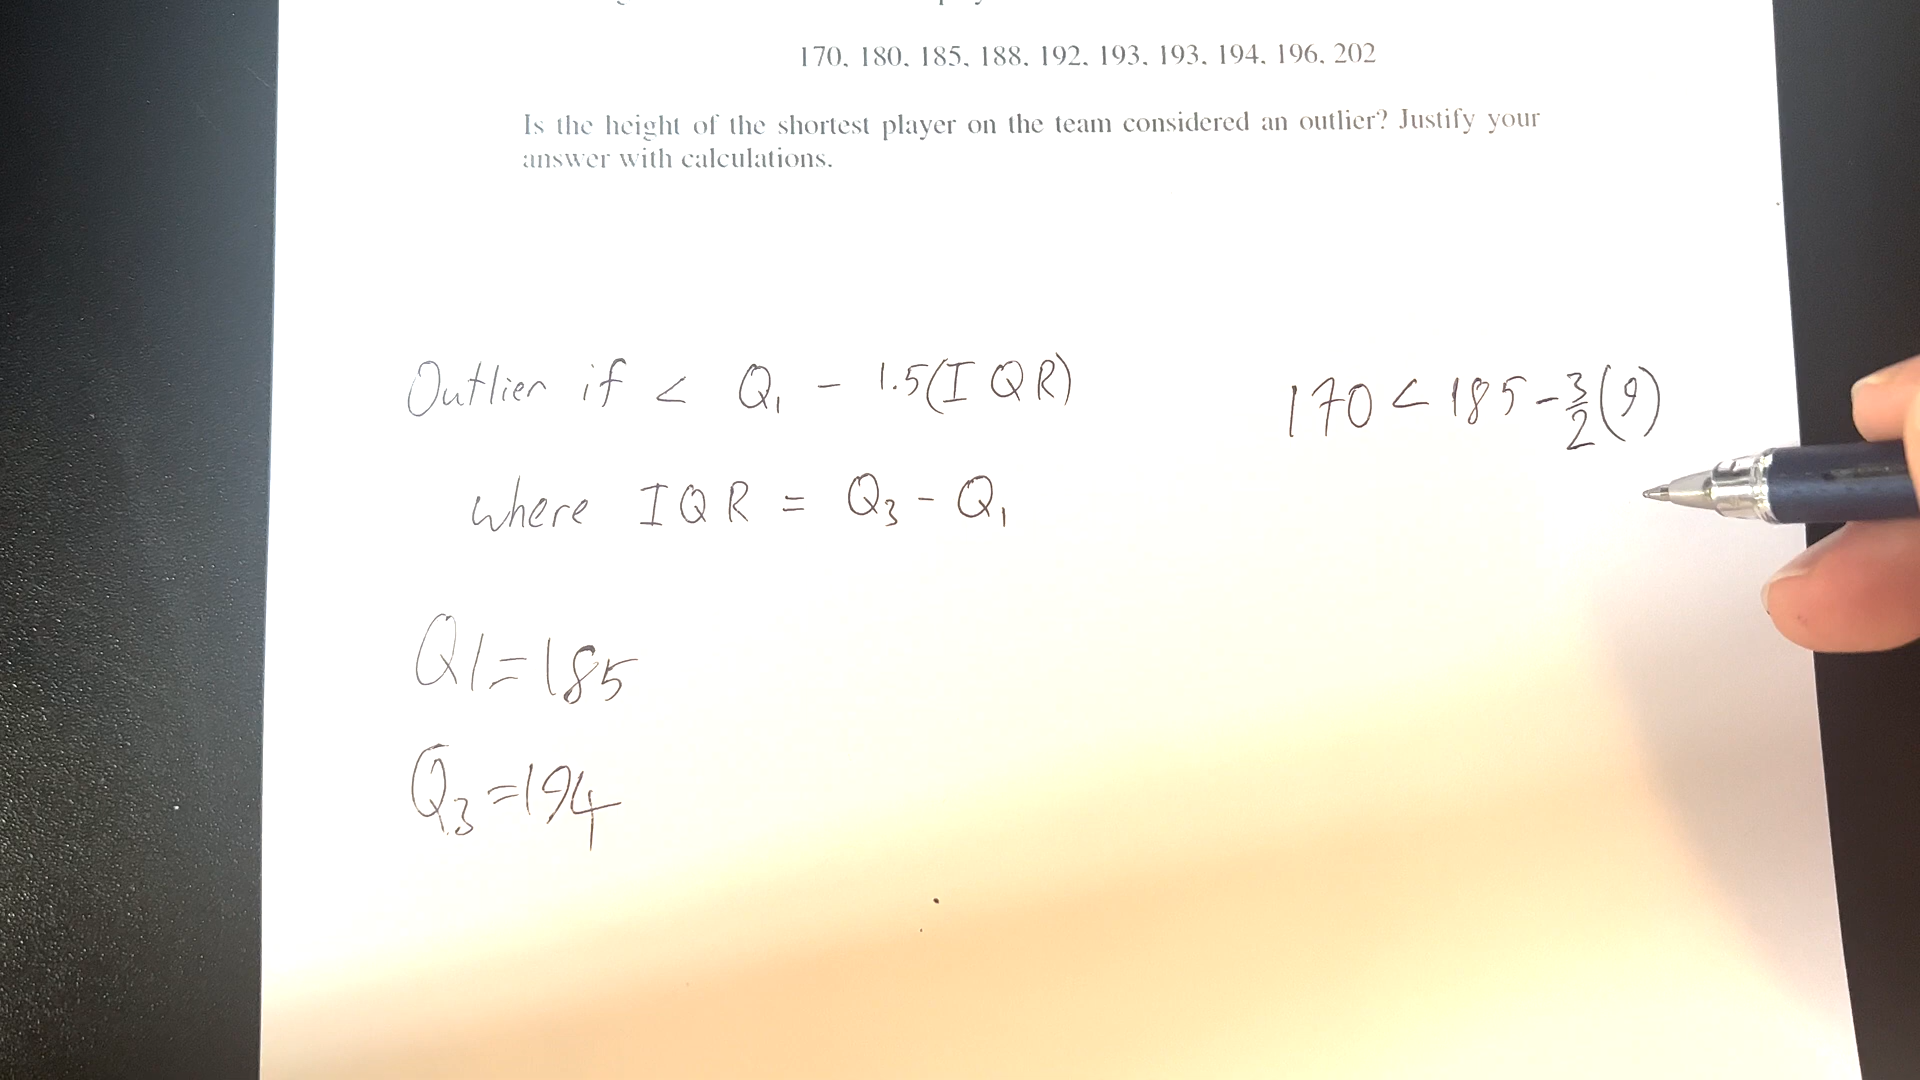 170, 180, 185, 188, 192, 193, 193, 194, 196, 202
Is the height of the shortest player on the team considered an outlier? Justify your
answer with calculations.
Outlier if < Q₁ - 1.5(IQR)
170 < 185 - 3/2 (9)
where IQR = Q₃ - Q₁
Q1 = 185
Q₃ = 194